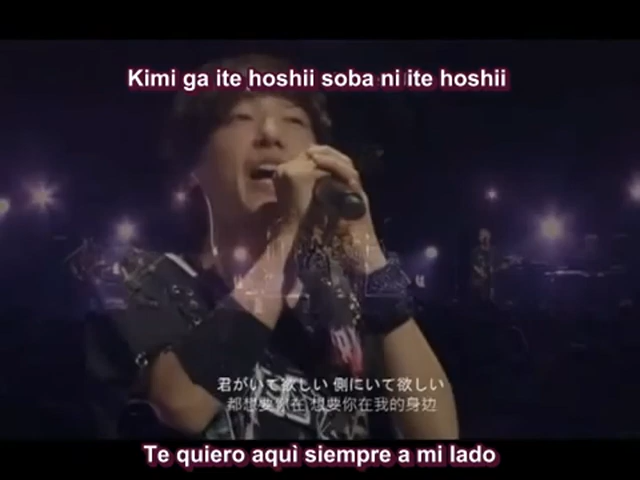 Kimi ga ite hoshii soba ni ite hoshii
君がいて欲しい 側にいて欲しい
都想要你在 想要你在我的身边
Te quiero aquì siempre a mi lado